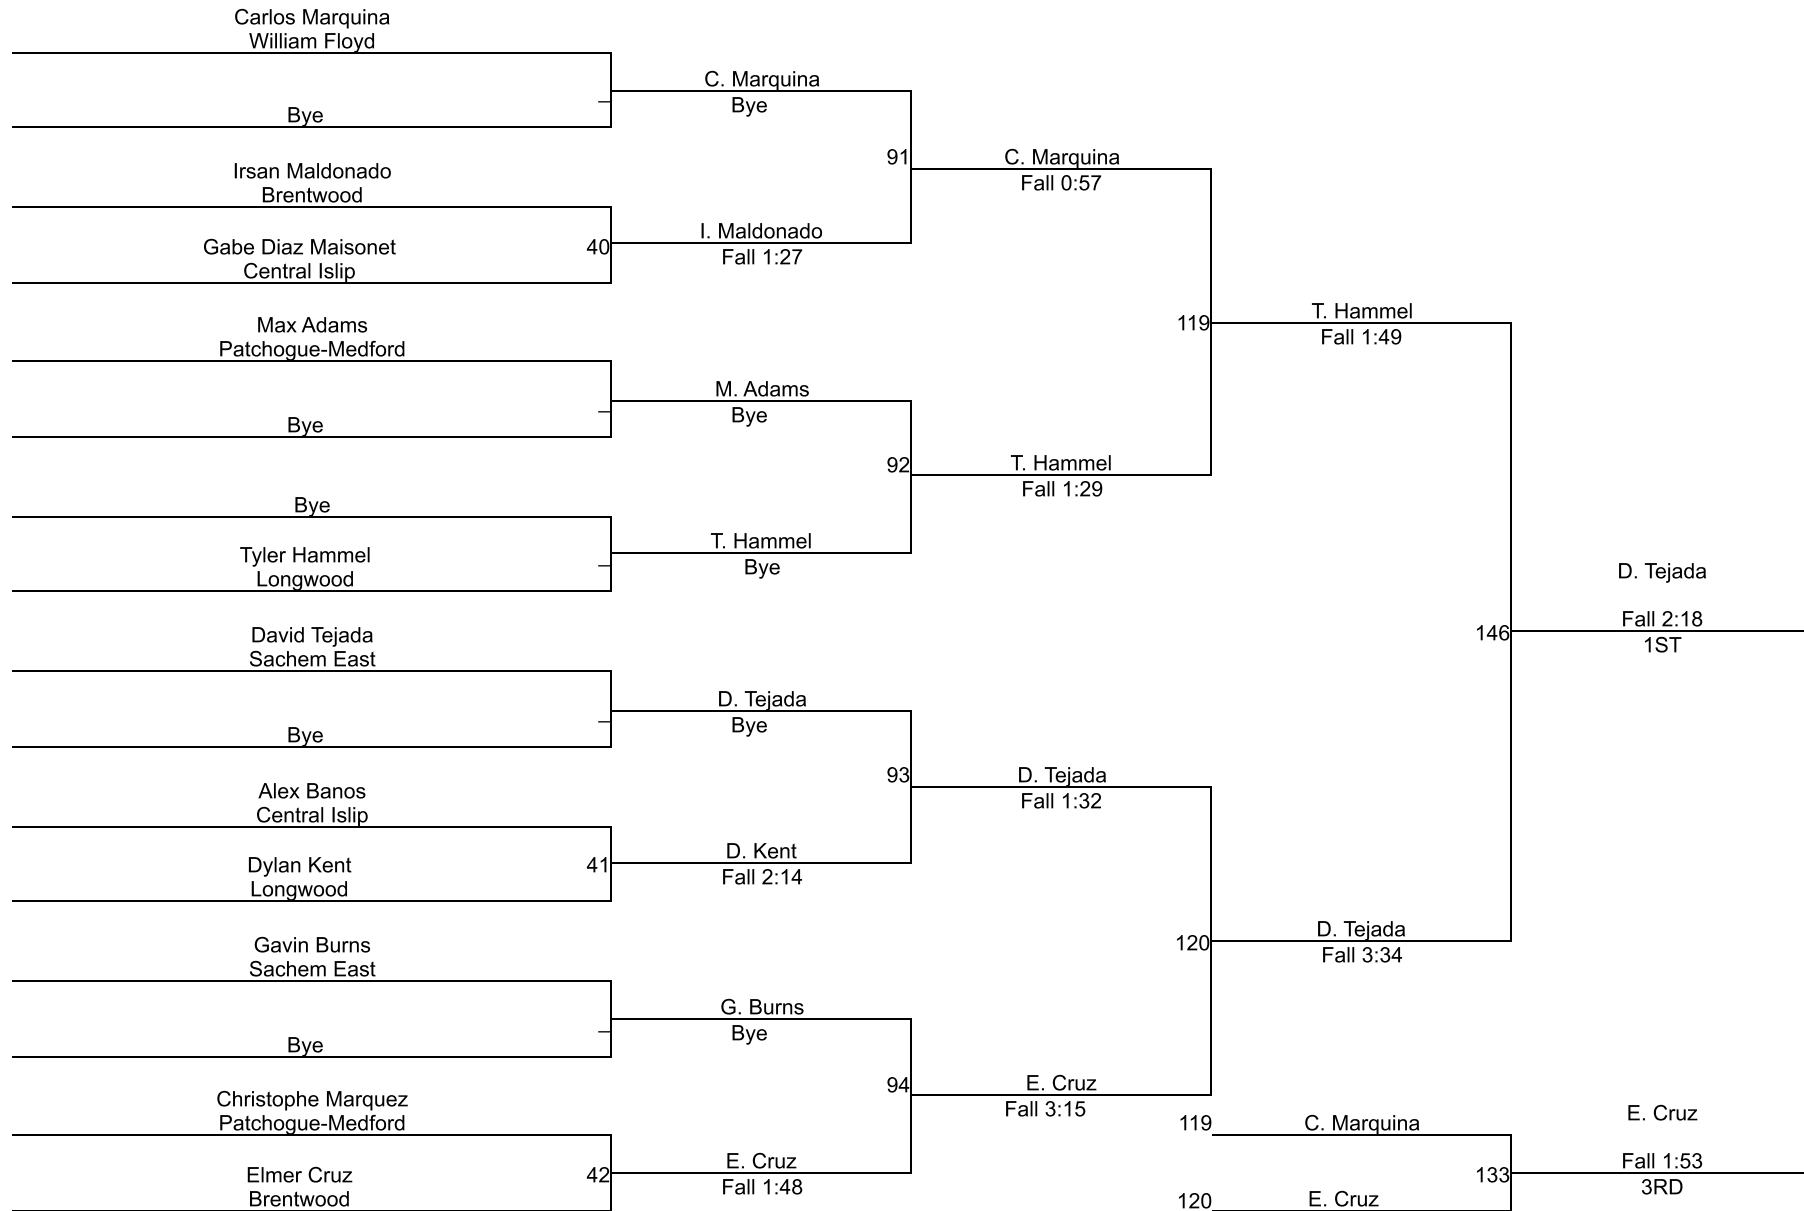 Carlos Marquina
William Floyd
Bye
Irsan Maldonado
Brentwood
Gabe Diaz Maisonet
Central Islip
Max Adams
Patchogue-Medford
Bye
Bye
Tyler Hammel
Longwood
David Tejada
Sachem East
Bye
Alex Banos
Central Islip
Dylan Kent
Longwood
Gavin Burns
Sachem East
Bye
Christophe Marquez
Patchogue-Medford
Elmer Cruz
Brentwood
C. Marquina
Bye
40
I. Maldonado
Fall 1:27
M. Adams
Bye
T. Hammel
Bye
D. Tejada
Bye
41
D. Kent
Fall 2:14
G. Burns
Bye
42
E. Cruz
Fall 1:48
91
C. Marquina
Fall 0:57
92
T. Hammel
Fall 1:29
93
D. Tejada
Fall 1:32
94
E. Cruz
Fall 3:15
119
T. Hammel
Fall 1:49
120
D. Tejada
Fall 3:34
146
D. Tejada
Fall 2:18
1ST
119
C. Marquina
120
E. Cruz
133
E. Cruz
Fall 1:53
3RD